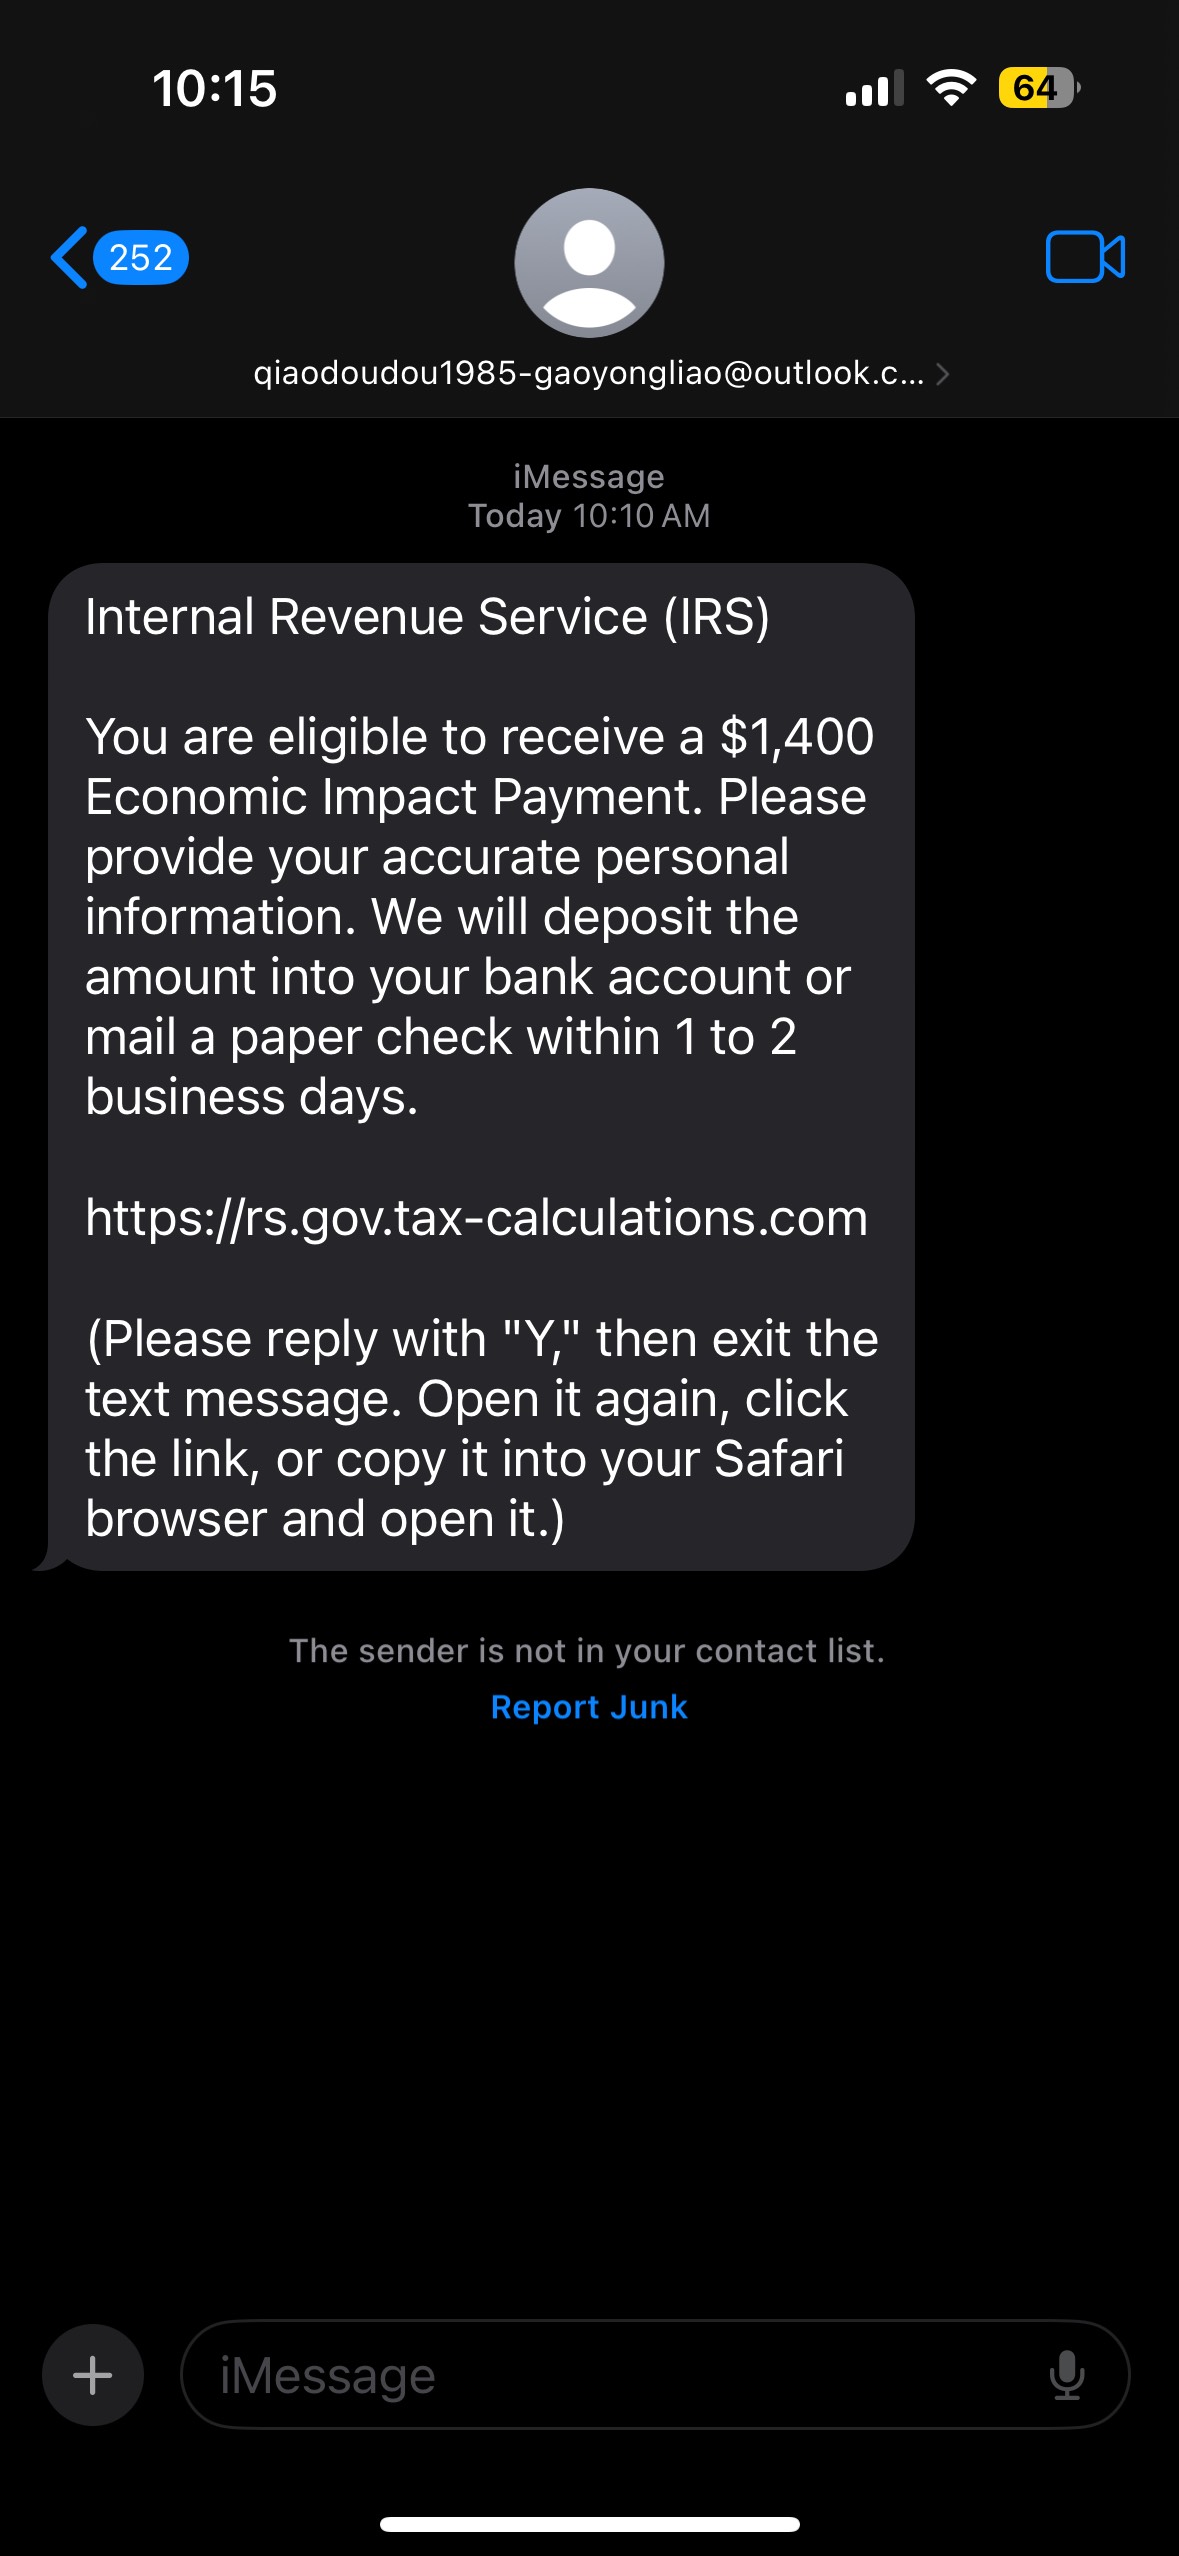 10:15
64
252
qiaodoudou1985-gaoyongliao@outlook.c...
iMessage
Today 10:10 AM
Internal Revenue Service (IRS)
You are eligible to receive a $1,400
Economic Impact Payment. Please
provide your accurate personal
information. We will deposit the
amount into your bank account or
mail a paper check within 1 to 2
business days.
https://rs.gov.tax-calculations.com
(Please reply with "Y," then exit the
text message. Open it again, click
the link, or copy it into your Safari
browser and open it.)
The sender is not in your contact list.
Report Junk
iMessage